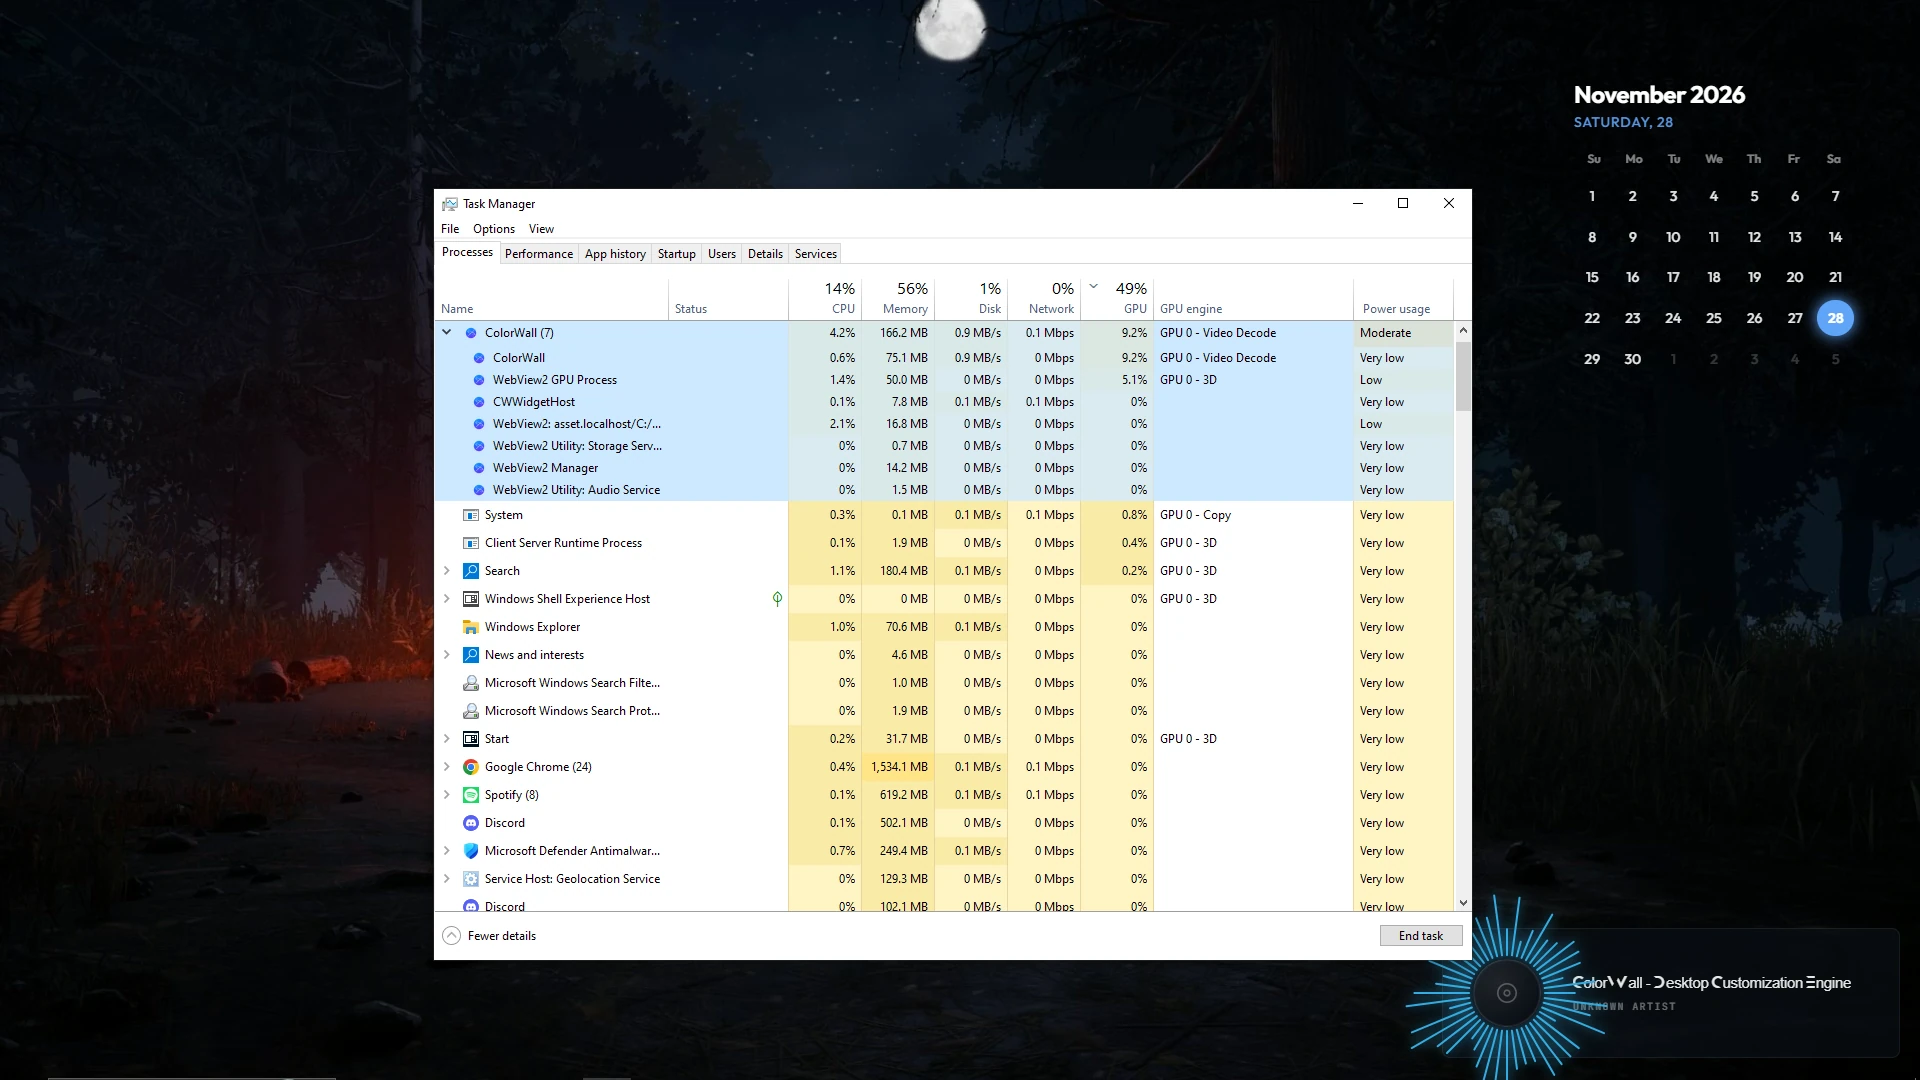 November 2026
SATURDAY, 28
Su Mo Tu We Th Fr Sa
1 2 3 4 5 6 7
8 9 10 11 12 13 14
15 16 17 18 19 20 21
22 23 24 25 26 27 28
29 30 1 2 3 4 5
Task Manager
File Options View
Processes Performance App history Startup Users Details Services
14% 56% 1% 0% 49%
Name Status CPU Memory Disk Network GPU GPU engine Power usage
ColorWall (7) 4.2% 166.2 MB 0.9 MB/s 0.1 Mbps 9.2% GPU 0 - Video Decode Moderate
ColorWall 0.6% 75.1 MB 0.9 MB/s 0 Mbps 9.2% GPU 0 - Video Decode Very low
WebView2 GPU Process 1.4% 50.0 MB 0 MB/s 0 Mbps 5.1% GPU 0 - 3D Low
CWWidgetHost 0.1% 7.8 MB 0.1 MB/s 0.1 Mbps 0% Very low
WebView2: asset.localhost/C:/... 2.1% 16.8 MB 0 MB/s 0 Mbps 0% Low
WebView2 Utility: Storage Serv... 0% 0.7 MB 0 MB/s 0 Mbps 0% Very low
WebView2 Manager 0% 14.2 MB 0 MB/s 0 Mbps 0% Very low
WebView2 Utility: Audio Service 0% 1.5 MB 0 MB/s 0 Mbps 0% Very low
System 0.3% 0.1 MB 0.1 MB/s 0.1 Mbps 0.8% GPU 0 - Copy Very low
Client Server Runtime Process 0.1% 1.9 MB 0 MB/s 0 Mbps 0.4% GPU 0 - 3D Very low
Search 1.1% 180.4 MB 0.1 MB/s 0 Mbps 0.2% GPU 0 - 3D Very low
Windows Shell Experience Host 0% 0 MB 0 MB/s 0 Mbps 0% GPU 0 - 3D Very low
Windows Explorer 1.0% 70.6 MB 0.1 MB/s 0 Mbps 0% Very low
News and interests 0% 4.6 MB 0 MB/s 0 Mbps 0% Very low
Microsoft Windows Search Filte... 0% 1.0 MB 0 MB/s 0 Mbps 0% Very low
Microsoft Windows Search Prot... 0% 1.9 MB 0 MB/s 0 Mbps 0% Very low
Start 0.2% 31.7 MB 0 MB/s 0 Mbps 0% GPU 0 - 3D Very low
Google Chrome (24) 0.4% 1,534.1 MB 0.1 MB/s 0.1 Mbps 0% Very low
Spotify (8) 0.1% 619.2 MB 0.1 MB/s 0.1 Mbps 0% Very low
Discord 0.1% 502.1 MB 0 MB/s 0 Mbps 0% Very low
Microsoft Defender Antimalwar... 0.7% 249.4 MB 0.1 MB/s 0 Mbps 0% Very low
Service Host: Geolocation Service 0% 129.3 MB 0 MB/s 0 Mbps 0% Very low
Discord 0% 102.1 MB 0 MB/s 0 Mbps 0% Very low
Fewer details End task
ColorWall - Desktop Customization Engine
UNKNOWN ARTIST